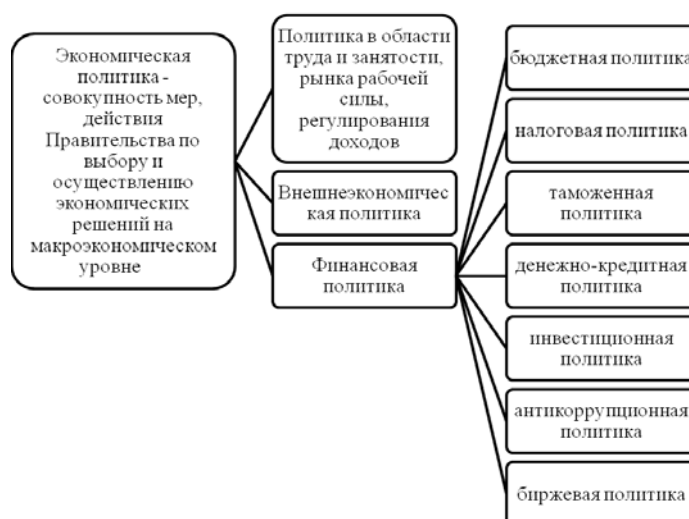 Экономическая
политика -
совокупность мер,
действия
Правительства по
выбору и
осуществлению
экономических
решений на
макроэкономическом
уровне
Политика в области
труда и занятости,
рынка рабочей
силы,
регулирования
доходов
Внешнеэкономичес
кая политика
Финансовая
политика
бюджетная политика
налоговая политика
таможенная
политика
денежно-кредитная
политика
инвестиционная
политика
антикоррупционная
политика
биржевая политика